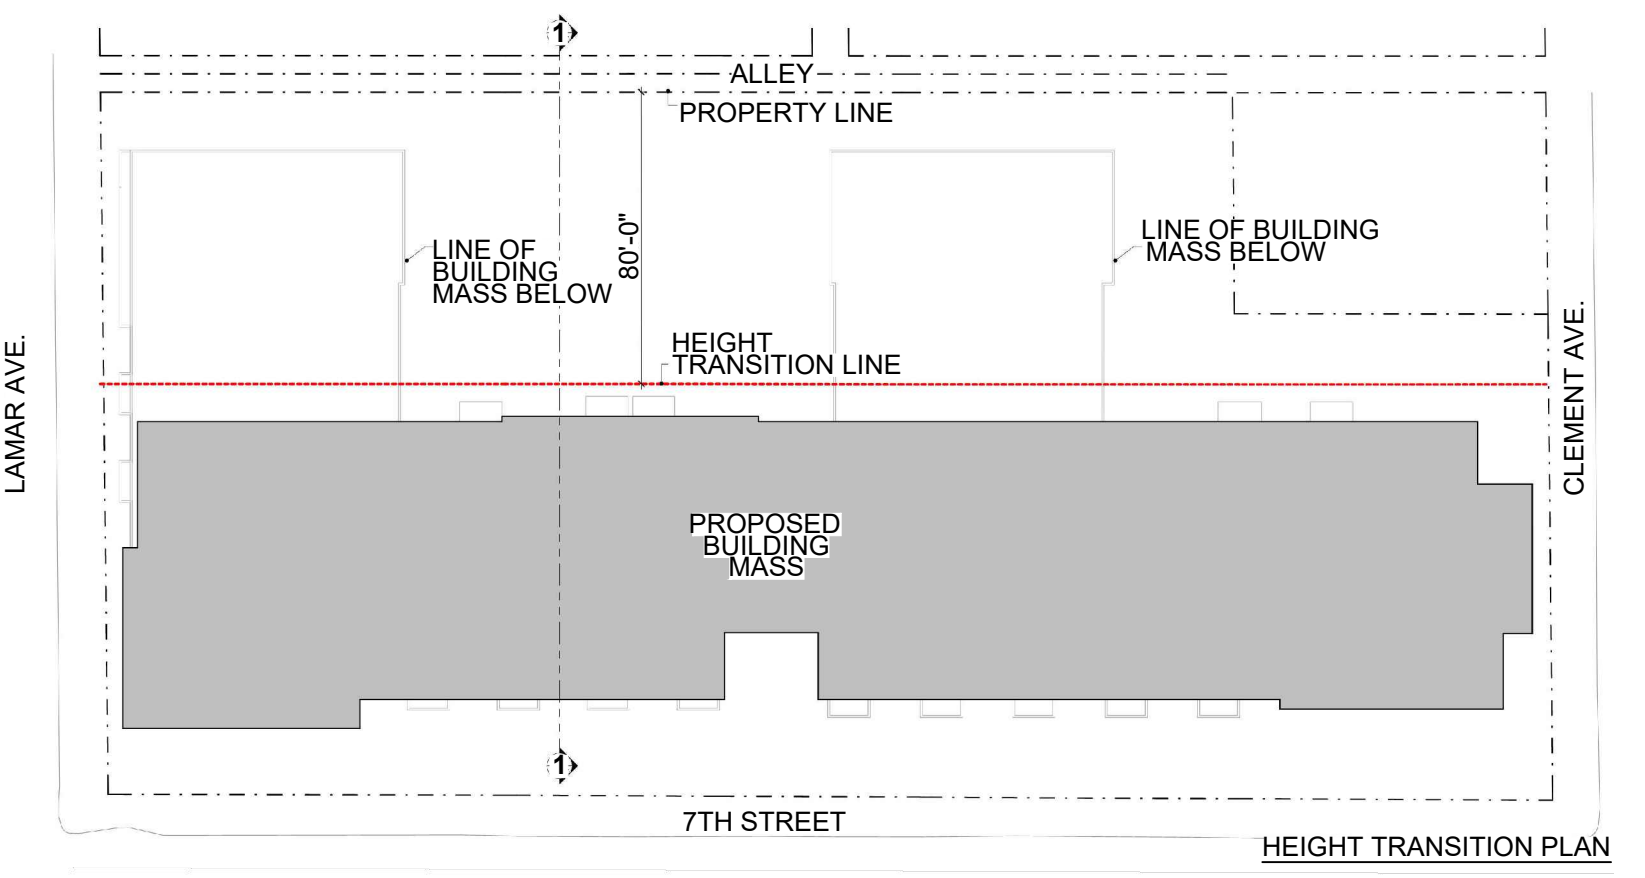 1
ALLEY
PROPERTY LINE
LINE OF
BUILDING
MASS BELOW
80'-0"
LINE OF BUILDING
MASS BELOW
HEIGHT
TRANSITION LINE
LAMAR AVE.
CLEMENT AVE.
PROPOSED
BUILDING
MASS
1
7TH STREET
HEIGHT TRANSITION PLAN